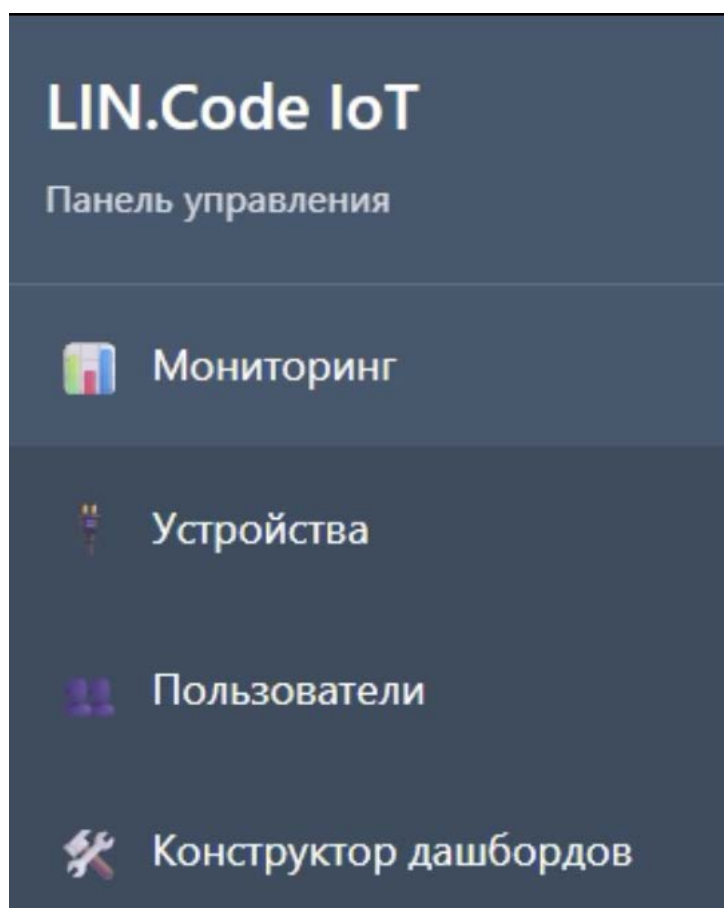 LIN.Code IoT
Панель управления
Мониторинг
Устройства
Пользователи
Конструктор дашбордов